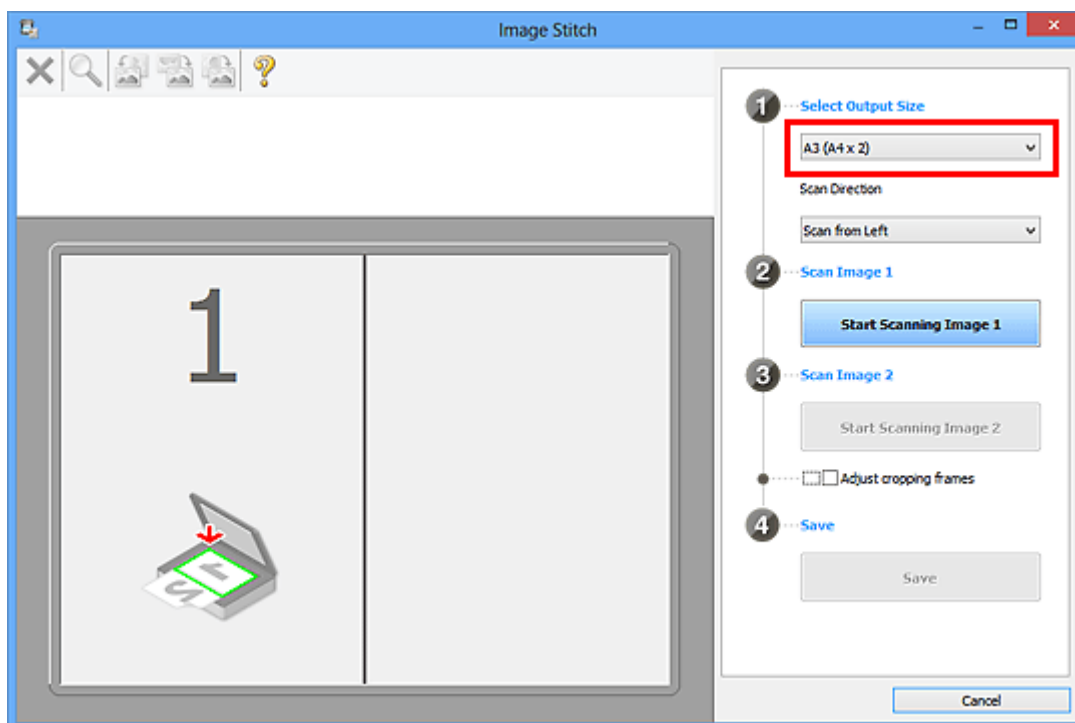 Image Stitch
1
1 Select Output Size
A3 (A4 x 2)
Scan Direction
Scan from Left
2 Scan Image 1
Start Scanning Image 1
3 Scan Image 2
Start Scanning Image 2
Adjust cropping frames
4 Save
Save
Cancel